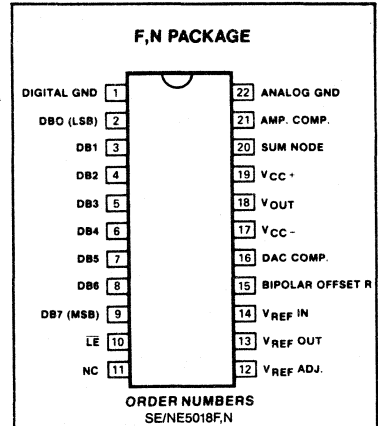 F,N PACKAGE
DIGITAL GND 1 22 ANALOG GND
DB0 (LSB) 2 21 AMP. COMP.
DB1 3 20 SUM NODE
DB2 4 19 VCC +
DB3 5 18 VOUT
DB4 6 17 VCC −
DB5 7 16 DAC COMP.
DB6 8 15 BIPOLAR OFFSET R
DB7 (MSB) 9 14 VREF IN
L̅E̅ 10 13 VREF OUT
NC 11 12 VREF ADJ.
ORDER NUMBERS
SE/NE5018F,N